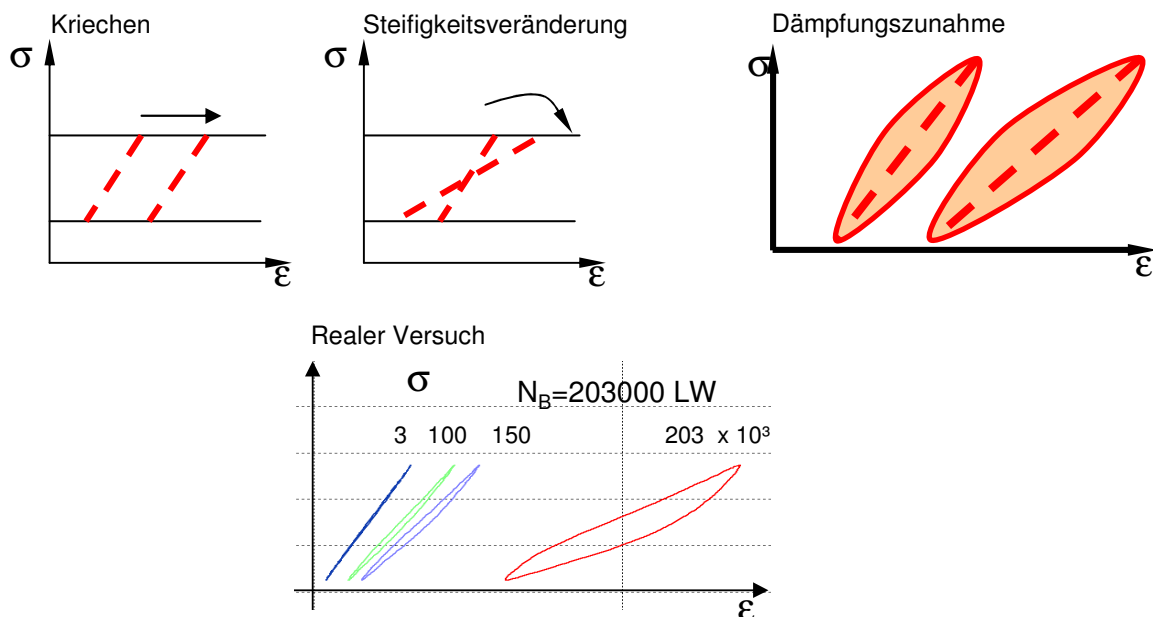 Kriechen
σ
ε
Steifigkeitsveränderung
σ
ε
Dämpfungszunahme
σ
ε
Realer Versuch
σ
N_B=203000 LW
3 100 150 203 x 10³
ε